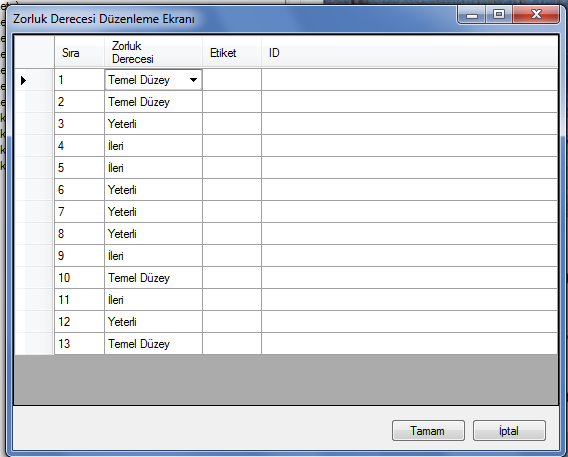 Zorluk Derecesi Düzenleme Ekranı
Sıra Zorluk Derecesi Etiket ID
1 Temel Düzey
2 Temel Düzey
3 Yeterli
4 İleri
5 İleri
6 Yeterli
7 Yeterli
8 Yeterli
9 İleri
10 Temel Düzey
11 İleri
12 Yeterli
13 Temel Düzey
Tamam İptal